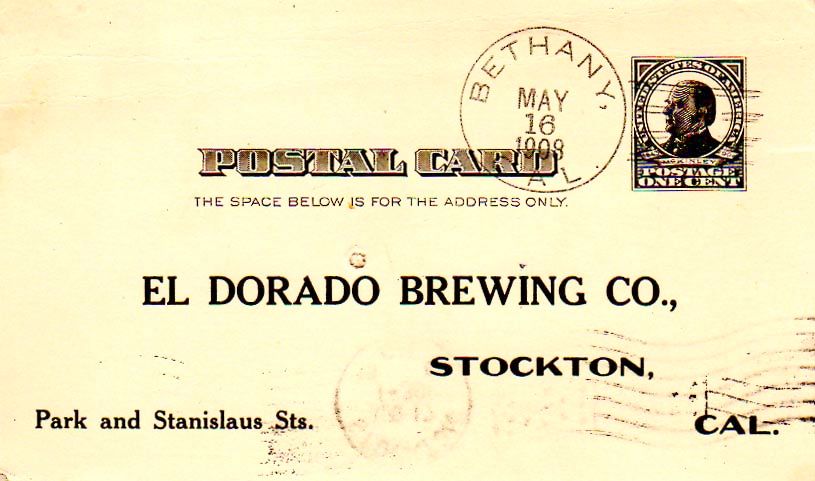 BETHANY,
MAY
16
1908
AL.
POSTAL CARD
THE SPACE BELOW IS FOR THE ADDRESS ONLY.
UNITED STATES OF AMERICA
McKINLEY
POSTAGE
ONE CENT
EL DORADO BREWING CO.,
STOCKTON,
Park and Stanislaus Sts.
CAL.